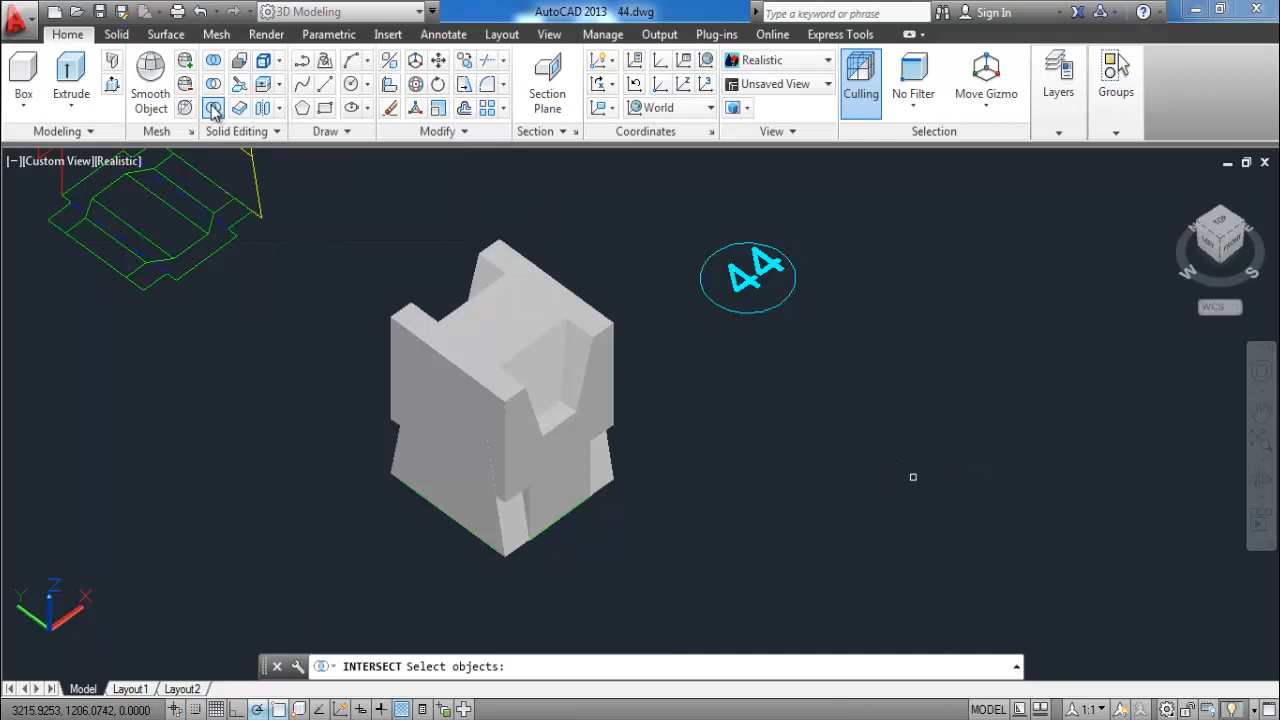 3D Modeling
AutoCAD 2013 44.dwg
Type a keyword or phrase
Sign In
Home Solid Surface Mesh Render Parametric Insert Annotate Layout View Manage Output Plug-ins Online Express Tools
Box Extrude Smooth Object Section Plane Realistic Unsaved View World Culling No Filter Move Gizmo Layers Groups
Modeling Mesh Solid Editing Draw Modify Section Coordinates View Selection
[−][Custom View][Realistic]
44
TOP
LEFT FRONT
N E W S
WCS
Z
Y X
INTERSECT Select objects:
Model Layout1 Layout2
3215.9253, 1206.0742, 0.0000 MODEL 1:1